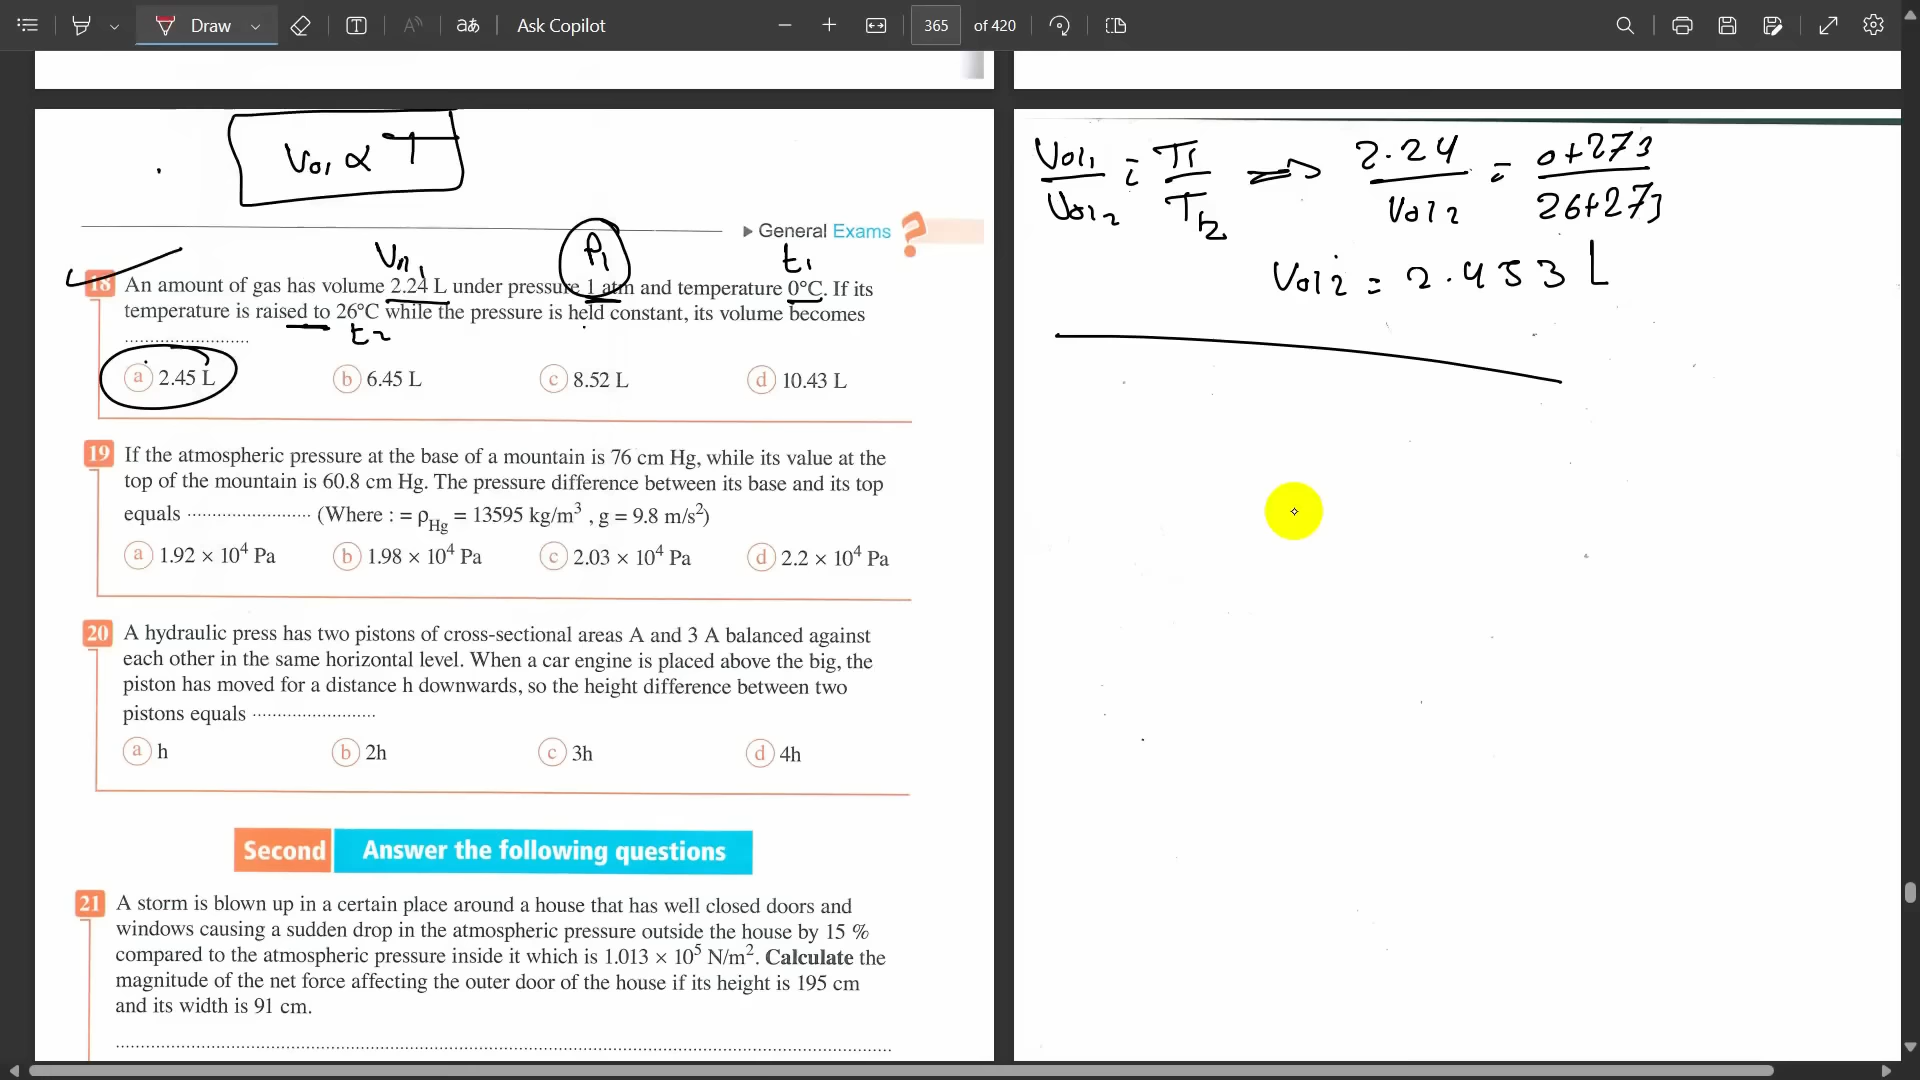 Draw
aあ
Ask Copilot
365 of 420
Vol ∝ T
General Exams
Vol1 P1 t1
18 An amount of gas has volume 2.24 L under pressure 1 atm and temperature 0°C. If its
temperature is raised to 26°C while the pressure is held constant, its volume becomes
........................
t2
a 2.45 L b 6.45 L c 8.52 L d 10.43 L
19 If the atmospheric pressure at the base of a mountain is 76 cm Hg, while its value at the
top of the mountain is 60.8 cm Hg. The pressure difference between its base and its top
equals ........................ (Where : = ρHg = 13595 kg/m³ , g = 9.8 m/s²)
a 1.92 × 10⁴ Pa b 1.98 × 10⁴ Pa c 2.03 × 10⁴ Pa d 2.2 × 10⁴ Pa
20 A hydraulic press has two pistons of cross-sectional areas A and 3 A balanced against
each other in the same horizontal level. When a car engine is placed above the big, the
piston has moved for a distance h downwards, so the height difference between two
pistons equals ........................
a h b 2h c 3h d 4h
Second Answer the following questions
21 A storm is blown up in a certain place around a house that has well closed doors and
windows causing a sudden drop in the atmospheric pressure outside the house by 15 %
compared to the atmospheric pressure inside it which is 1.013 × 10⁵ N/m². Calculate the
magnitude of the net force affecting the outer door of the house if its height is 195 cm
and its width is 91 cm.
Vol1/Vol2 = T1/T2 ⇒ 2.24/Vol2 = 0+273/26+273
Vol2 = 2.453 L